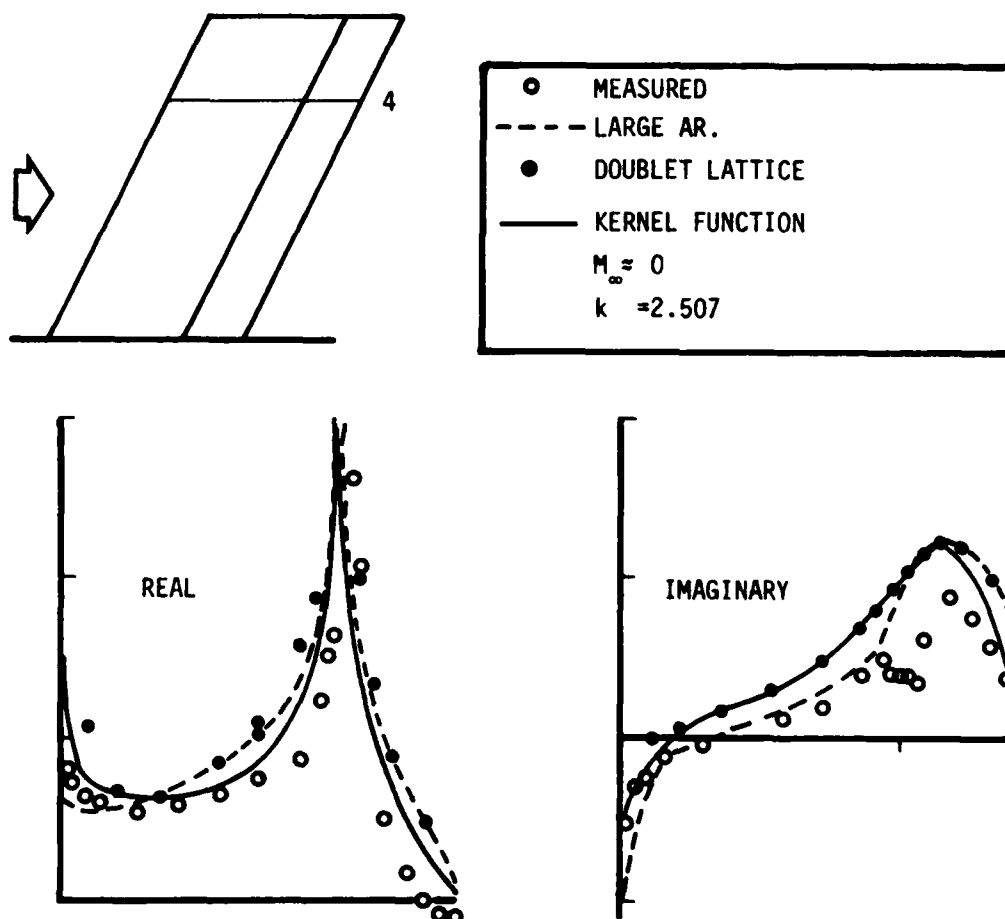 4
MEASURED
LARGE AR.
DOUBLET LATTICE
KERNEL FUNCTION
M∞ ≈ 0
k =2.507
REAL
IMAGINARY